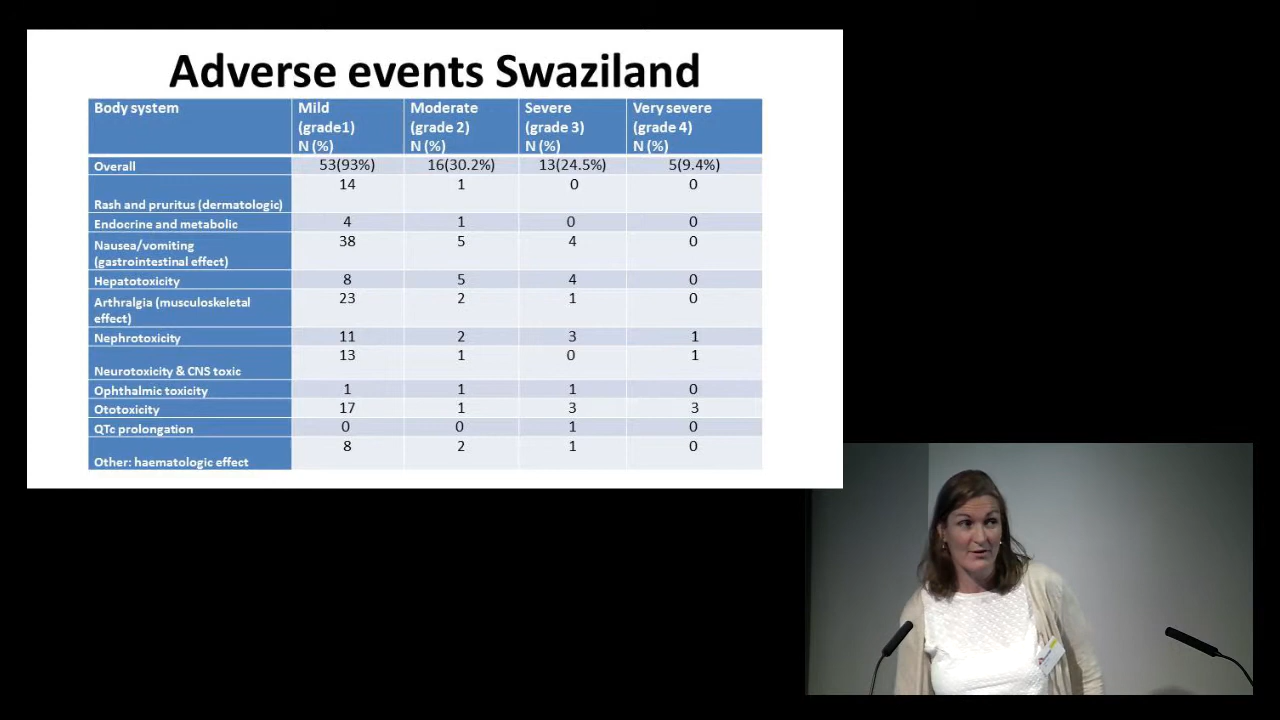 Adverse events Swaziland
Body system Mild Moderate Severe Very severe
(grade1) (grade 2) (grade 3) (grade 4)
N (%) N (%) N (%) N (%)
Overall 53(93%) 16(30.2%) 13(24.5%) 5(9.4%)
Rash and pruritus (dermatologic) 14 1 0 0
Endocrine and metabolic 4 1 0 0
Nausea/vomiting 38 5 4 0
(gastrointestinal effect)
Hepatotoxicity 8 5 4 0
Arthralgia (musculoskeletal 23 2 1 0
effect)
Nephrotoxicity 11 2 3 1
Neurotoxicity & CNS toxic 13 1 0 1
Ophthalmic toxicity 1 1 1 0
Ototoxicity 17 1 3 3
QTc prolongation 0 0 1 0
Other: haematologic effect 8 2 1 0